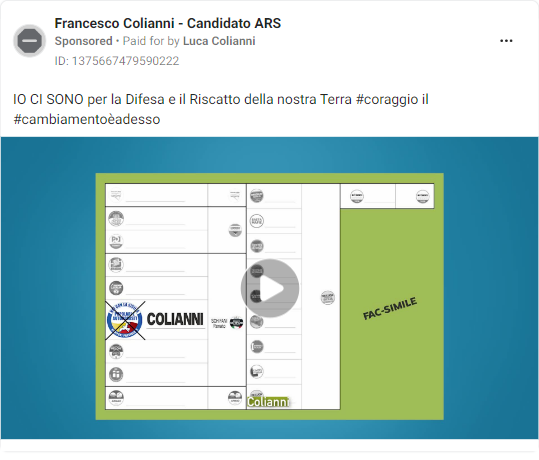 Francesco Colianni - Candidato ARS
Sponsored • Paid for by Luca Colianni
ID: 1375667479590222
IO CI SONO per la Difesa e il Riscatto della nostra Terra #coraggio il
#cambiamentoèadesso
COLIANNI
FAC-SIMILE
Colianni